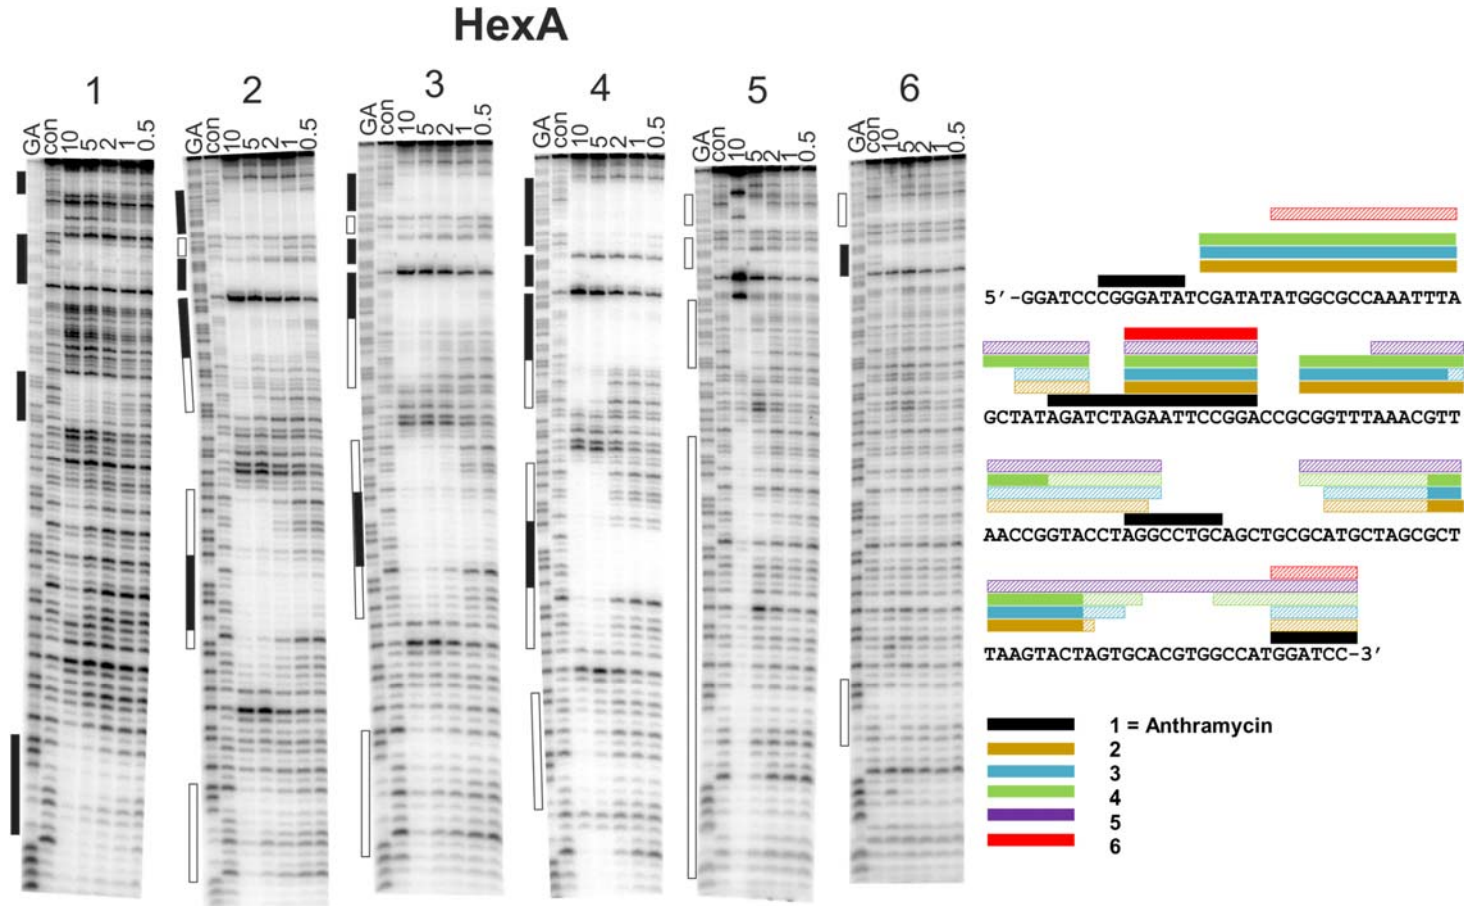 HexA
1 2 3 4 5 6
GA con 10 5 2 1 0.5
GA con 10 5 2 1 0.5
GA con 10 5 2 1 0.5
GA con 10 5 2 1 0.5
GA con 10 5 2 1 0.5
GA con 10 5 2 1 0.5
5′-GGATCCCGGGATATCGATATATGGCGCCAAATTTA
GCTATAGATCTAGAATTCCGGACCGCGGTTTAAACGTT
AACCGGTACCTAGGCCTGCAGCTGCGCATGCTAGCGCT
TAAGTACTAGTGCACGTGGCCATGGATCC-3′
1 = Anthramycin
2
3
4
5
6